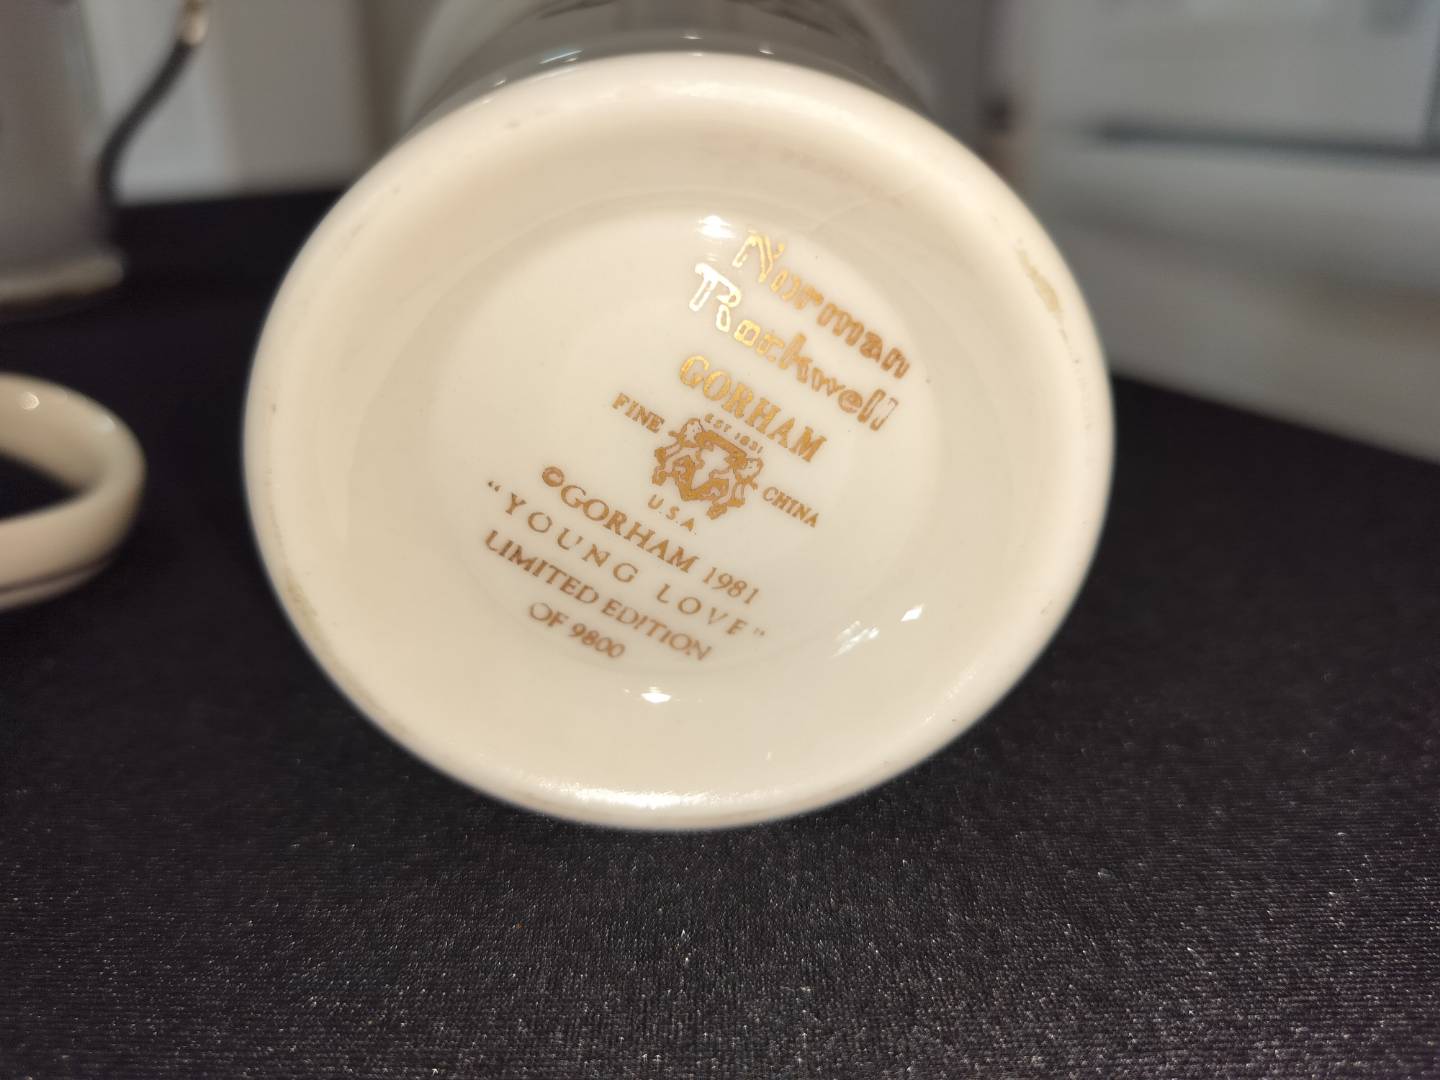 Norman
Rockwell
GORHAM
FINE CHINA
EST 1831
U.S.A.
©GORHAM 1981
"YOUNG LOVE"
LIMITED EDITION
OF 9800